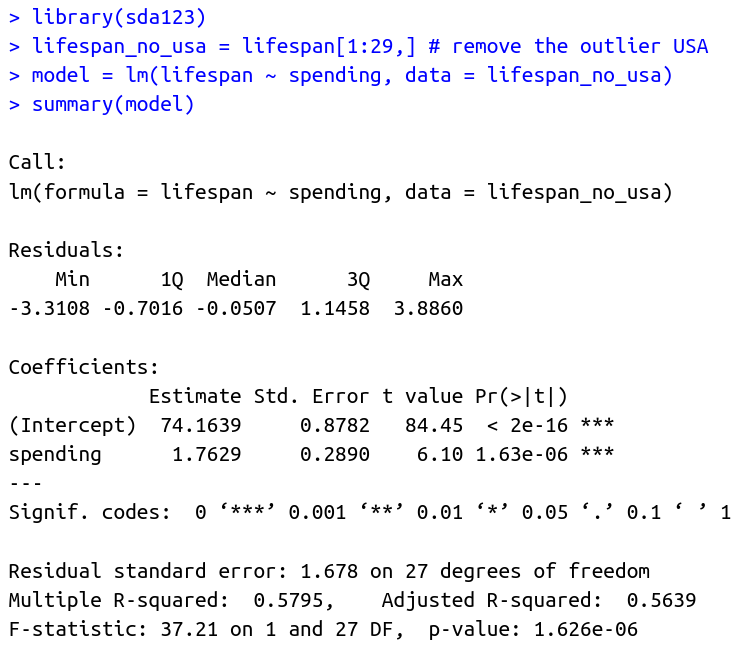 > library(sda123)
> lifespan_no_usa = lifespan[1:29,] # remove the outlier USA
> model = lm(lifespan ~ spending, data = lifespan_no_usa)
> summary(model)

Call:
lm(formula = lifespan ~ spending, data = lifespan_no_usa)

Residuals:
    Min      1Q  Median      3Q     Max
-3.3108 -0.7016 -0.0507  1.1458  3.8860

Coefficients:
            Estimate Std. Error t value Pr(>|t|)
(Intercept)  74.1639     0.8782   84.45  < 2e-16 ***
spending      1.7629     0.2890    6.10 1.63e-06 ***
---
Signif. codes:  0 ‘***’ 0.001 ‘**’ 0.01 ‘*’ 0.05 ‘.’ 0.1 ‘ ’ 1

Residual standard error: 1.678 on 27 degrees of freedom
Multiple R-squared:  0.5795,    Adjusted R-squared:  0.5639
F-statistic: 37.21 on 1 and 27 DF,  p-value: 1.626e-06